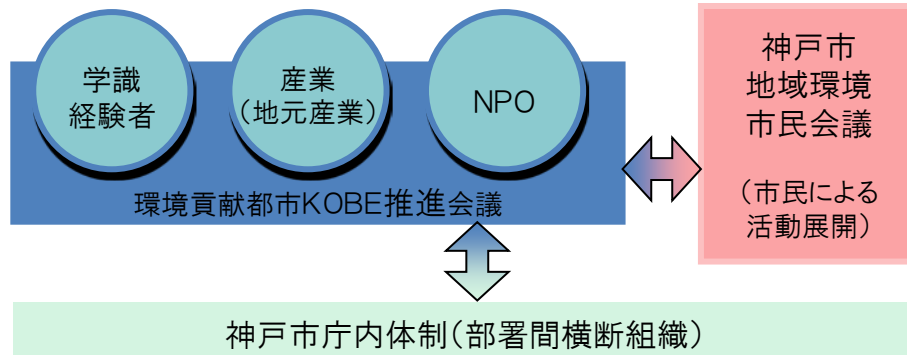 学識
経験者
産業
（地元産業）
NPO
環境貢献都市KOBE推進会議
神戸市
地域環境
市民会議
（市民による
活動展開）
神戸市庁内体制（部署間横断組織）